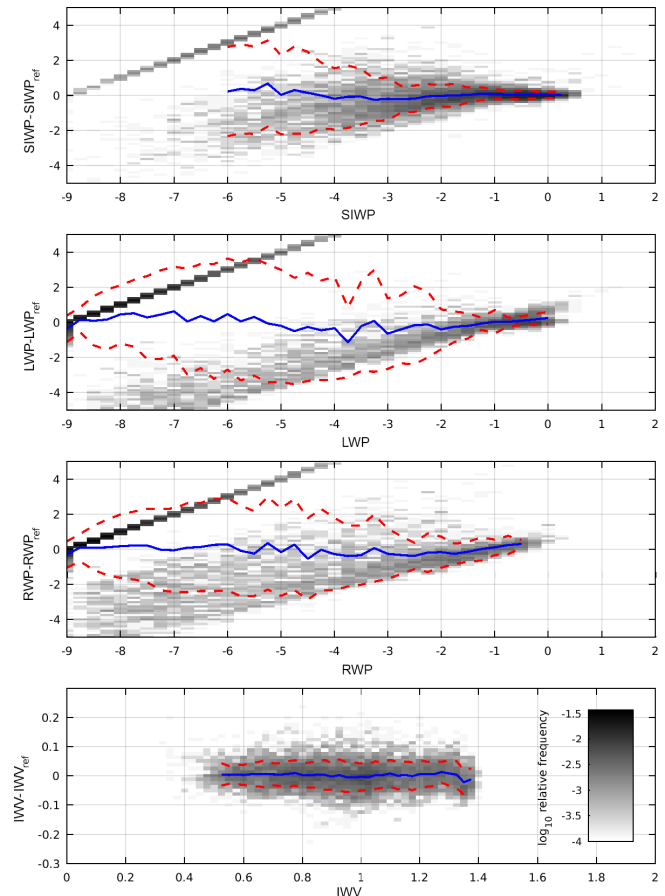 4
2
0
-2
-4
SIWP-SIWP_ref
-9 -8 -7 -6 -5 -4 -3 -2 -1 0 1 2
SIWP
4
2
0
-2
-4
LWP-LWP_ref
-9 -8 -7 -6 -5 -4 -3 -2 -1 0 1 2
LWP
4
2
0
-2
-4
RWP-RWP_ref
-9 -8 -7 -6 -5 -4 -3 -2 -1 0 1 2
RWP
0.2
0.1
0
-0.1
-0.2
-0.3
IWV-IWV_ref
log_10 relative frequency
-1.5
-2
-2.5
-3
-3.5
-4
0 0.2 0.4 0.6 0.8 1 1.2 1.4 1.6 1.8 2
IWV